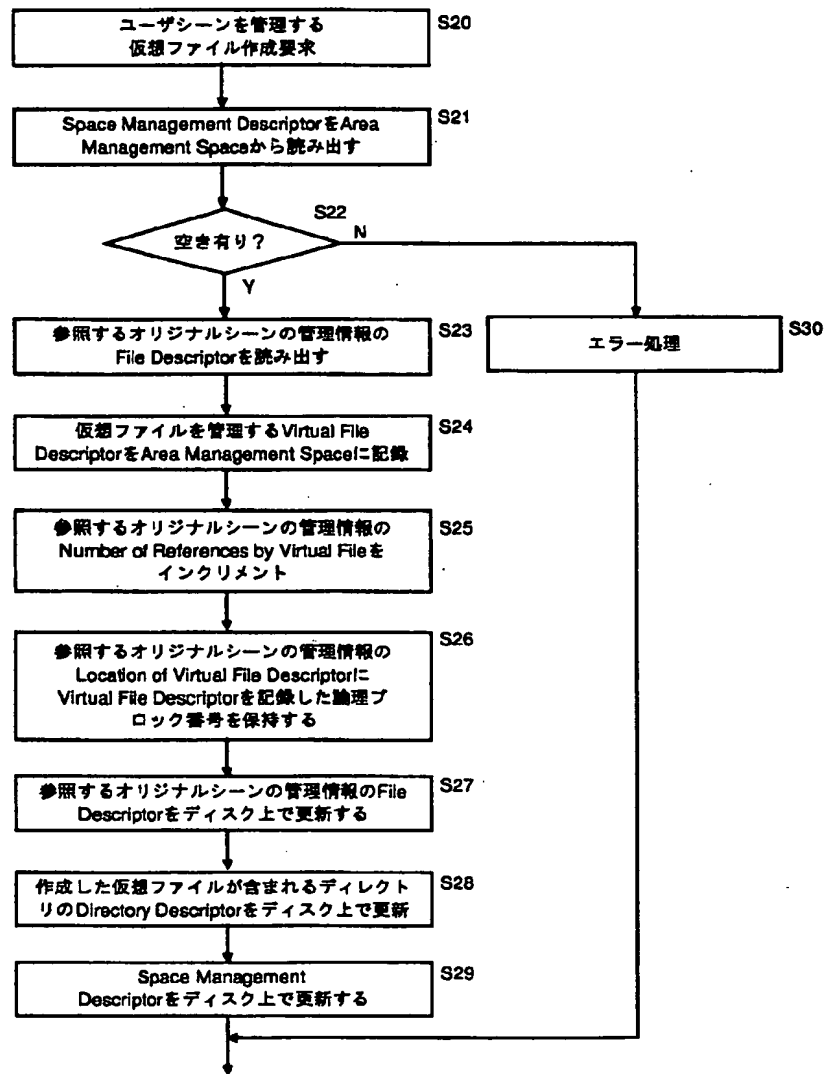 ユーザシーンを管理する
仮想ファイル作成要求
S20
Space Management DescriptorをArea
Management Spaceから読み出す
S21
S22
空き有り？
N
Y
参照するオリジナルシーンの管理情報の
File Descriptorを読み出す
S23
エラー処理
S30
仮想ファイルを管理するVirtual File
DescriptorをArea Management Spaceに記録
S24
参照するオリジナルシーンの管理情報の
Number of References by Virtual Fileを
インクリメント
S25
参照するオリジナルシーンの管理情報の
Location of Virtual File Descriptorに
Virtual File Descriptorを記録した論理ブ
ロック番号を保持する
S26
参照するオリジナルシーンの管理情報のFile
Descriptorをディスク上で更新する
S27
作成した仮想ファイルが含まれるディレクト
リのDirectory Descriptorをディスク上で更新
S28
Space Management
Descriptorをディスク上で更新する
S29